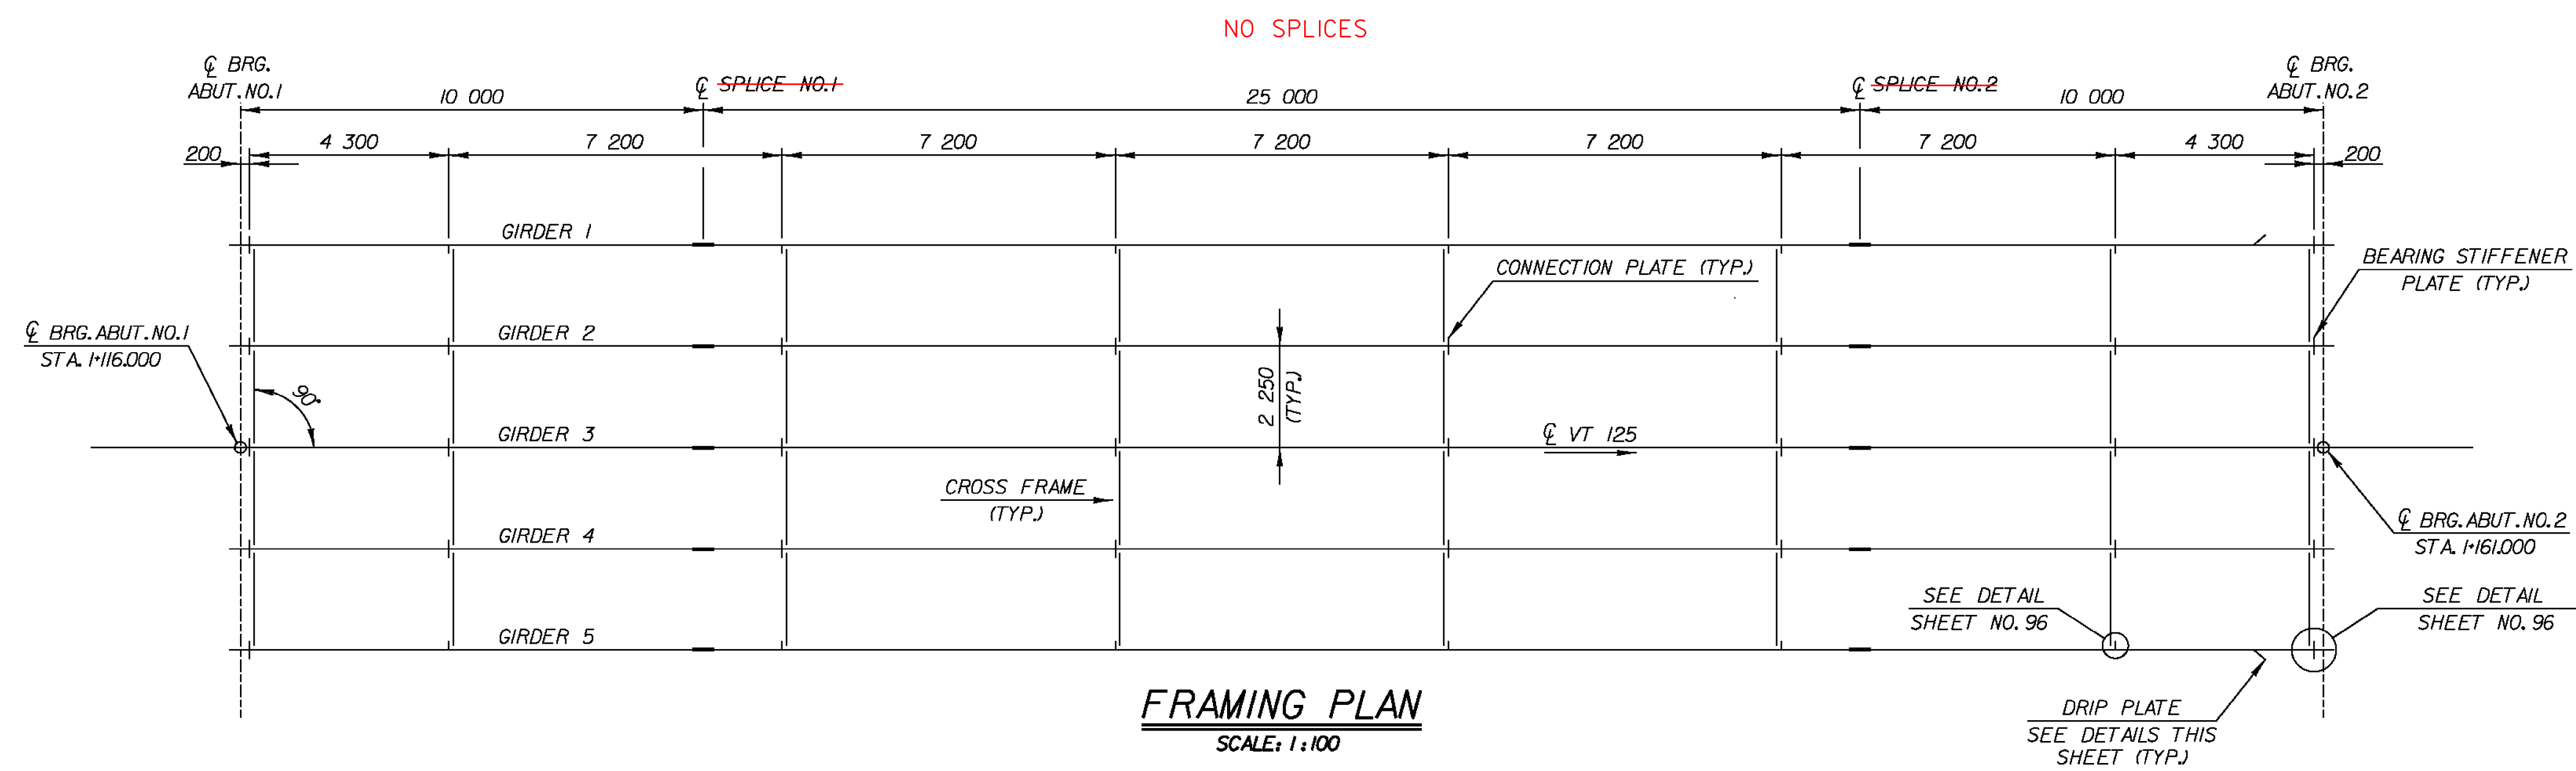 NO SPLICES
℄ BRG.
ABUT.NO.1
℄ SPLICE NO.1
℄ SPLICE NO.2
℄ BRG.
ABUT.NO.2
10 000
25 000
10 000
200
4 300
7 200
7 200
7 200
7 200
7 200
4 300
200
GIRDER 1
CONNECTION PLATE (TYP.)
BEARING STIFFENER
PLATE (TYP.)
℄ BRG.ABUT.NO.1
STA. 1+116.000
GIRDER 2
90°
2 250
(TYP.)
GIRDER 3
℄ VT 125
CROSS FRAME
(TYP.)
℄ BRG.ABUT.NO.2
STA. 1+161.000
GIRDER 4
SEE DETAIL
SHEET NO. 96
SEE DETAIL
SHEET NO. 96
GIRDER 5
FRAMING PLAN
SCALE: 1 : 100
DRIP PLATE
SEE DETAILS THIS
SHEET (TYP.)